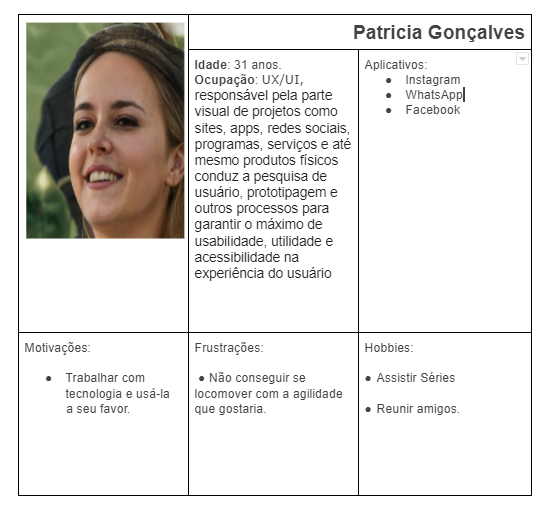 Patricia Gonçalves
Idade: 31 anos.
Ocupação: UX/UI,
responsável pela parte
visual de projetos como
sites, apps, redes sociais,
programas, serviços e até
mesmo produtos físicos
conduz a pesquisa de
usuário, prototipagem e
outros processos para
garantir o máximo de
usabilidade, utilidade e
acessibilidade na
experiência do usuário
Aplicativos:
● Instagram
● WhatsApp
● Facebook
Motivações:
● Trabalhar com
tecnologia e usá-la
a seu favor.
Frustrações:
● Não conseguir se
locomover com a agilidade
que gostaria.
Hobbies:
● Assistir Séries
● Reunir amigos.